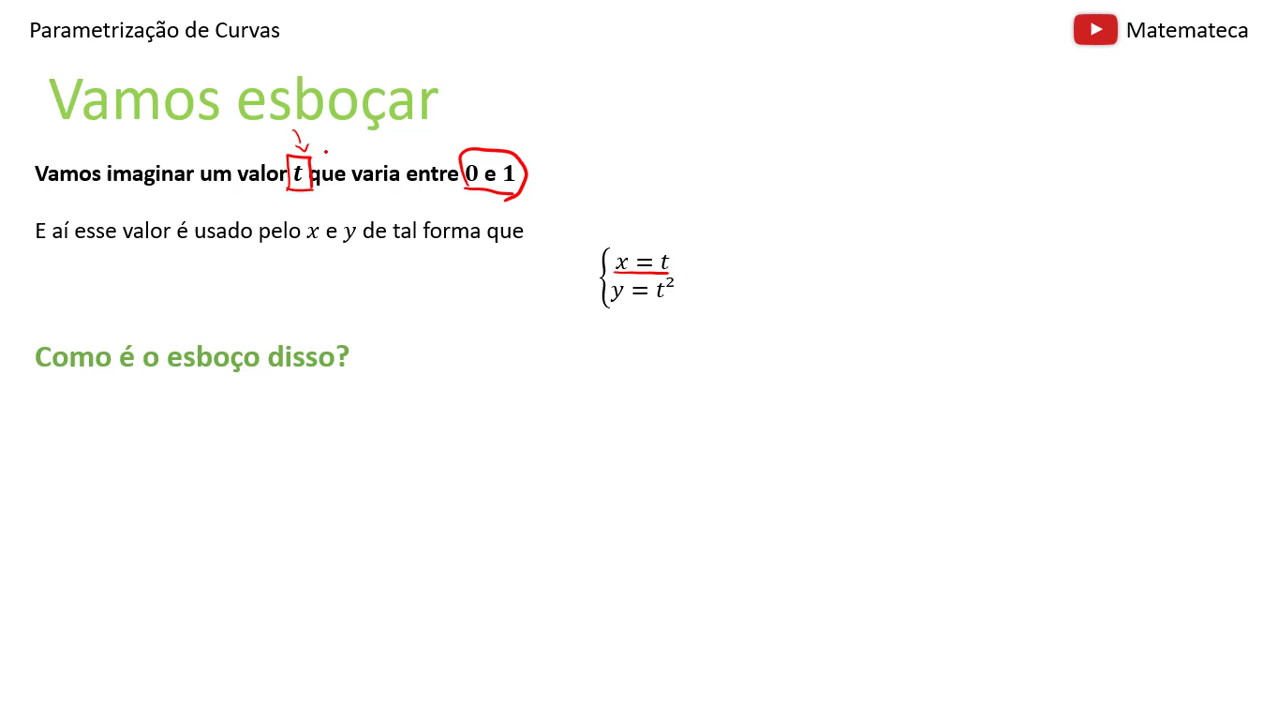 Parametrização de Curvas
Matemateca
Vamos esboçar
Vamos imaginar um valor t que varia entre 0 e 1
E aí esse valor é usado pelo x e y de tal forma que
x = t
y = t²
Como é o esboço disso?